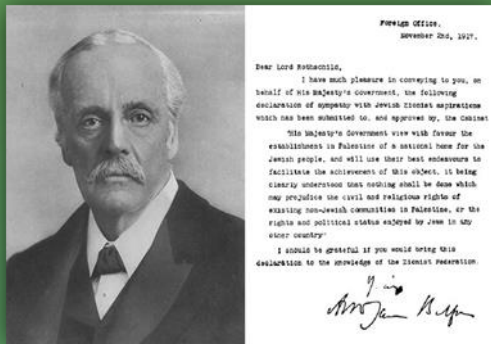 Foreign Office.
November 2nd, 1917.
Dear Lord Rothschild,
I have much pleasure in conveying to you, on
behalf of His Majesty's Government, the following
declaration of sympathy with Jewish Zionist aspirations
which has been submitted to, and approved by, the Cabinet
"His Majesty's Government view with favour the
establishment in Palestine of a national home for the
Jewish people, and will use their best endeavours to
facilitate the achievement of this object, it being
clearly understood that nothing shall be done which
may prejudice the civil and religious rights of
existing non-Jewish communities in Palestine, or the
rights and political status enjoyed by Jews in any
other country"
I should be grateful if you would bring this
declaration to the knowledge of the Zionist Federation.